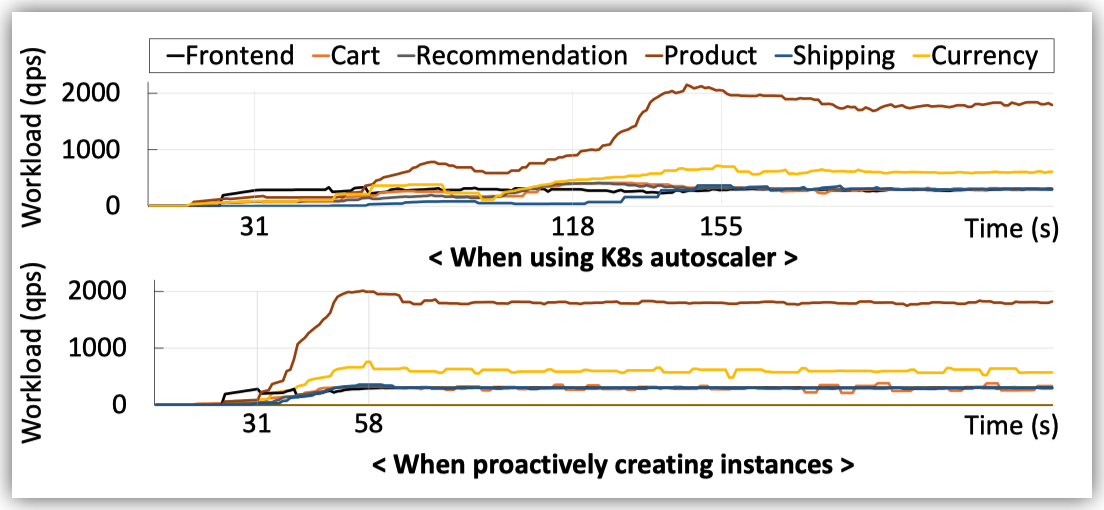 Frontend Cart Recommendation Product Shipping Currency
Workload (qps)
2000
1000
0
31 118 155 Time (s)
< When using K8s autoscaler >
Workload (qps)
2000
1000
0
31 58 Time (s)
< When proactively creating instances >